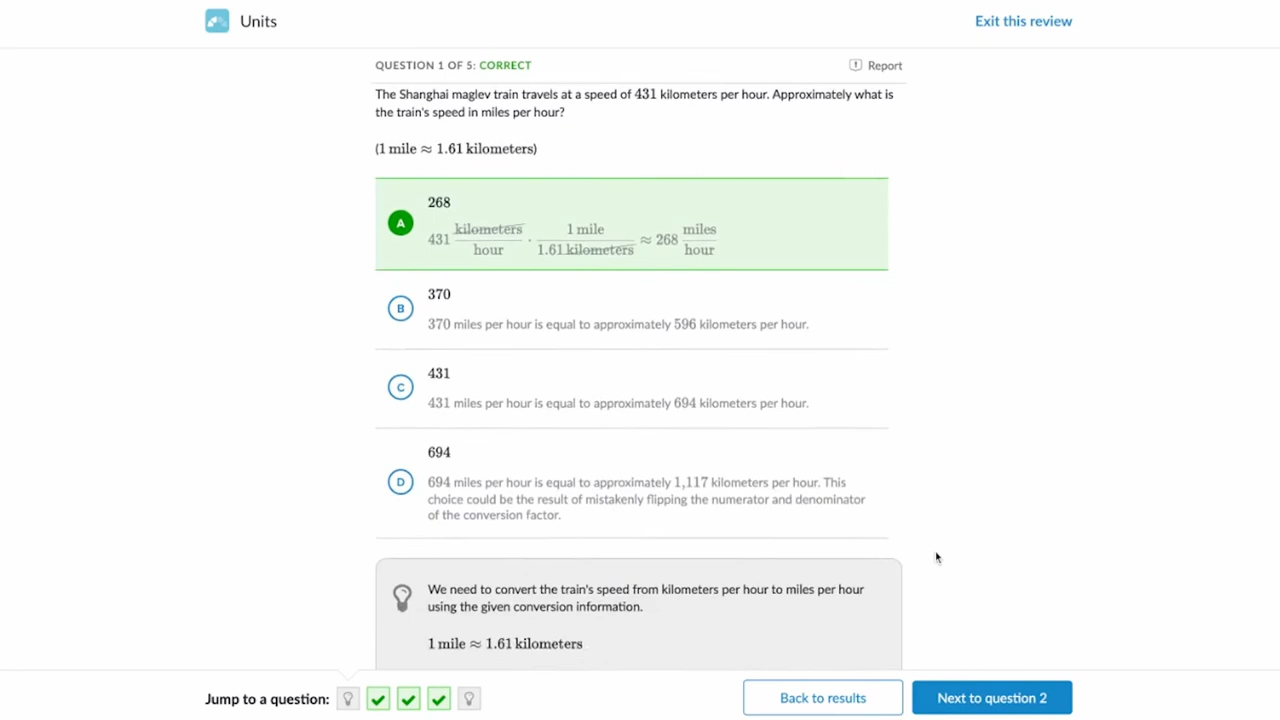 Units
Exit this review
QUESTION 1 OF 5: CORRECT
Report
The Shanghai maglev train travels at a speed of 431 kilometers per hour. Approximately what is
the train's speed in miles per hour?
(1 mile ≈ 1.61 kilometers)
A
268
431 kilometers/hour · 1 mile/1.61 kilometers ≈ 268 miles/hour
B
370
370 miles per hour is equal to approximately 596 kilometers per hour.
C
431
431 miles per hour is equal to approximately 694 kilometers per hour.
D
694
694 miles per hour is equal to approximately 1,117 kilometers per hour. This
choice could be the result of mistakenly flipping the numerator and denominator
of the conversion factor.
We need to convert the train's speed from kilometers per hour to miles per hour
using the given conversion information.
1 mile ≈ 1.61 kilometers
Jump to a question:
Back to results
Next to question 2